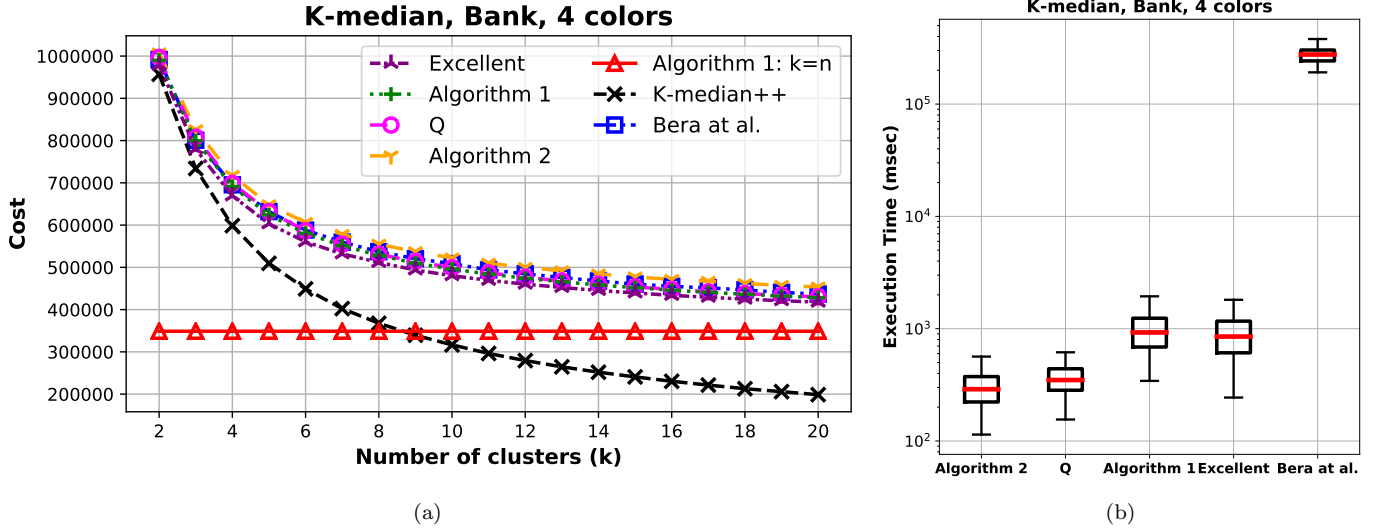 K-median, Bank, 4 colors
1000000
900000
800000
700000
600000
500000
400000
300000
200000
Cost
Excellent
Algorithm 1
Q
Algorithm 2
Algorithm 1: k=n
K-median++
Bera at al.
2 4 6 8 10 12 14 16 18 20
Number of clusters (k)
(a)
K-median, Bank, 4 colors
10^5
10^4
10^3
10^2
Execution Time (msec)
Algorithm 2 Q Algorithm 1 Excellent Bera at al.
(b)